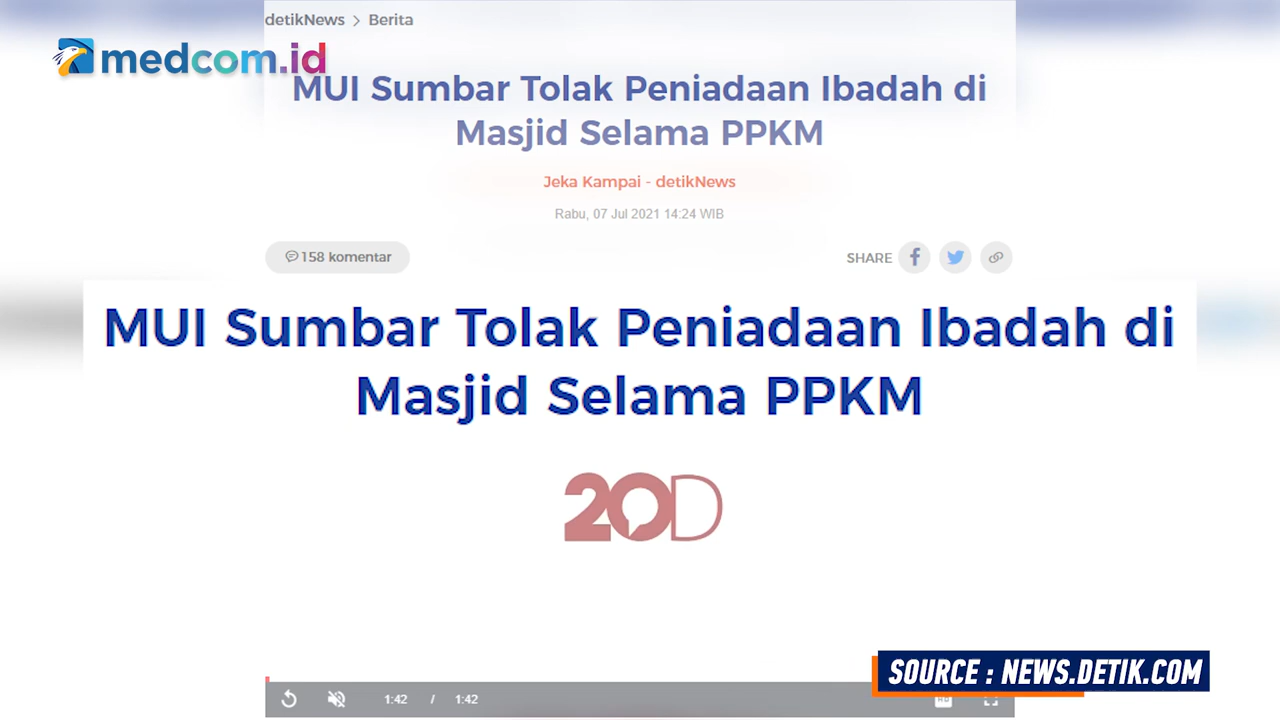 detikNews > Berita
medcom.id
MUI Sumbar Tolak Peniadaan Ibadah di
Masjid Selama PPKM
Jeka Kampai - detikNews
Rabu, 07 Jul 2021 14:24 WIB
158 komentar
SHARE
MUI Sumbar Tolak Peniadaan Ibadah di
Masjid Selama PPKM
20D
SOURCE : NEWS.DETIK.COM
1:42 / 1:42
HD